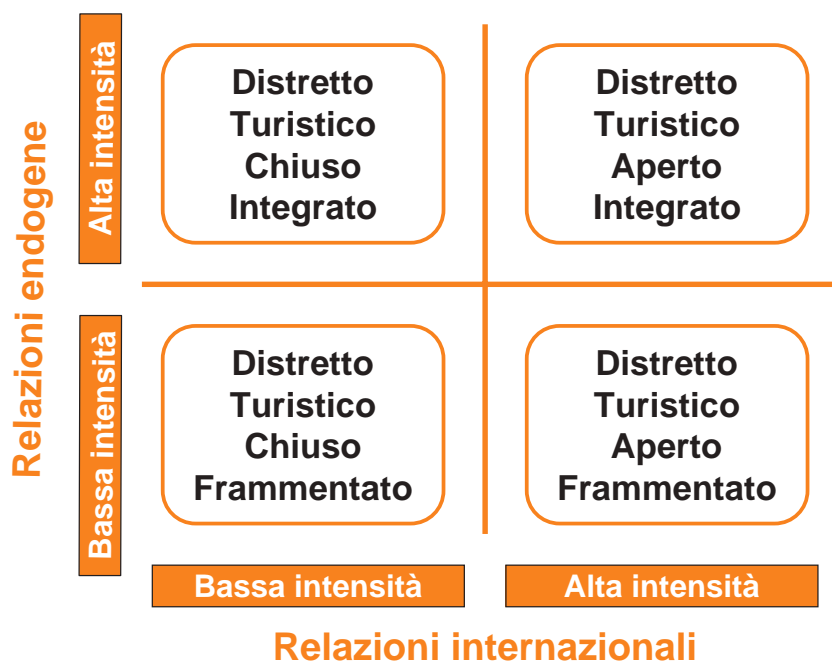 Relazioni endogene
Alta intensità
Distretto
Turistico
Chiuso
Integrato
Distretto
Turistico
Aperto
Integrato
Bassa intensità
Distretto
Turistico
Chiuso
Frammentato
Distretto
Turistico
Aperto
Frammentato
Bassa intensità
Alta intensità
Relazioni internazionali